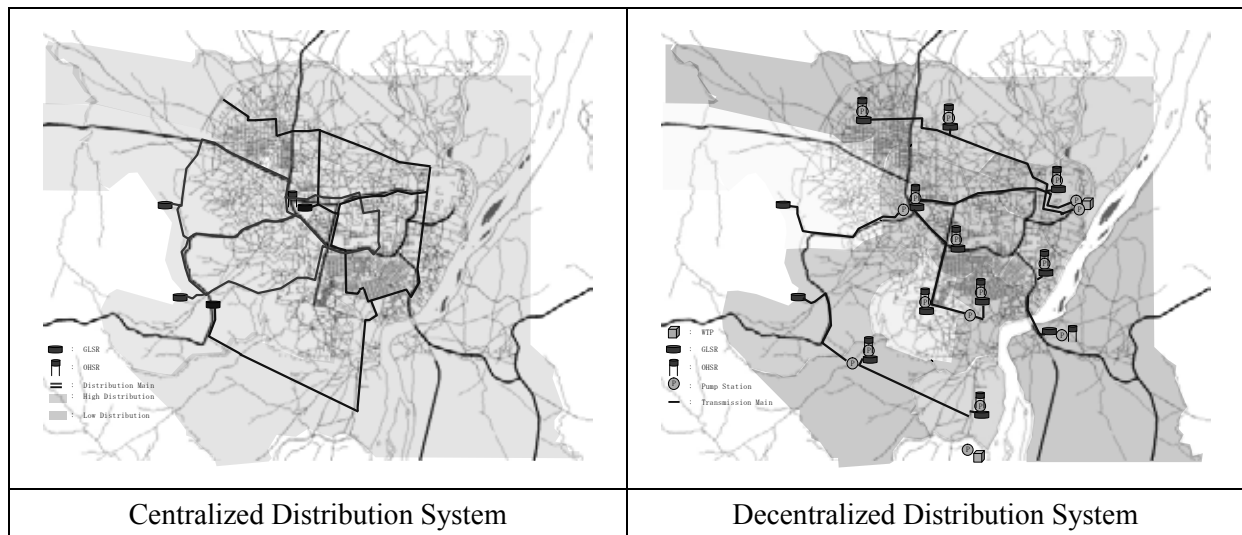 : GLSR
: OHSR
: Distribution Main
: High Distribution
: Low Distribution
: WTP
: GLSR
: OHSR
P : Pump Station
: Transmission Main
Centralized Distribution System
Decentralized Distribution System